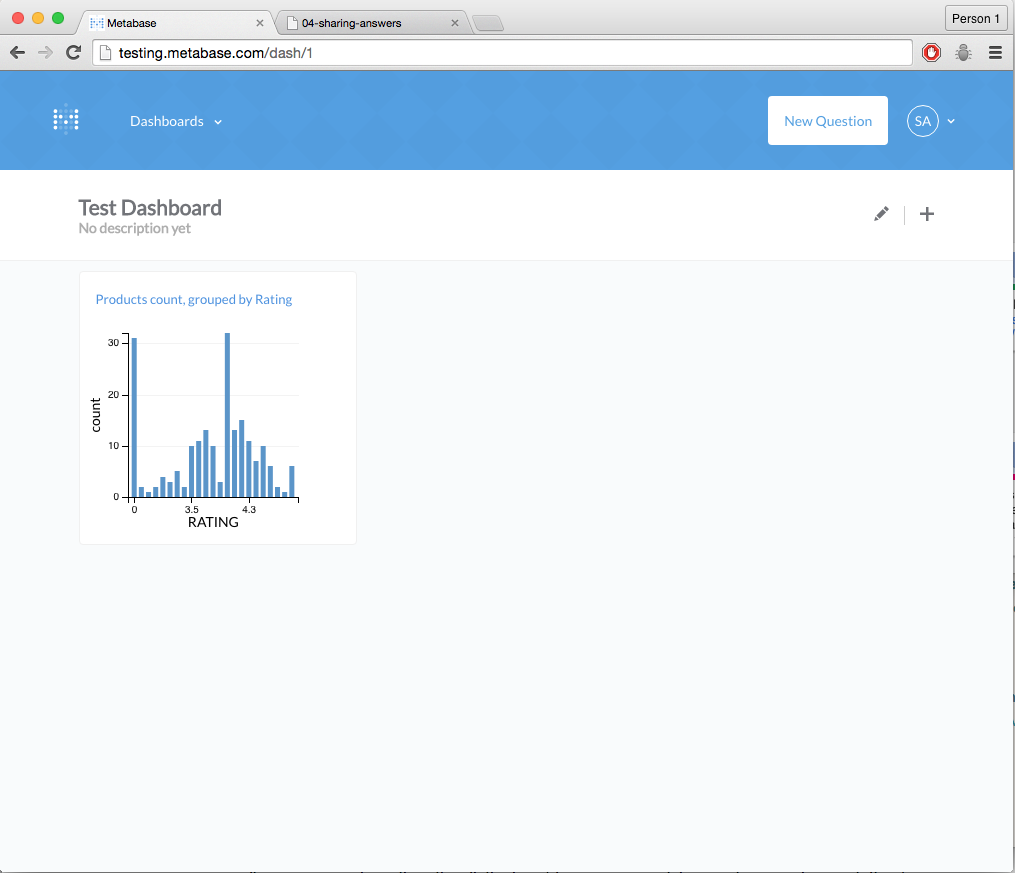 Metabase
04-sharing-answers
Person 1
testing.metabase.com/dash/1
Dashboards
New Question
SA
Test Dashboard
No description yet
Products count, grouped by Rating
30
20
10
0
count
0 3.5 4.3
RATING